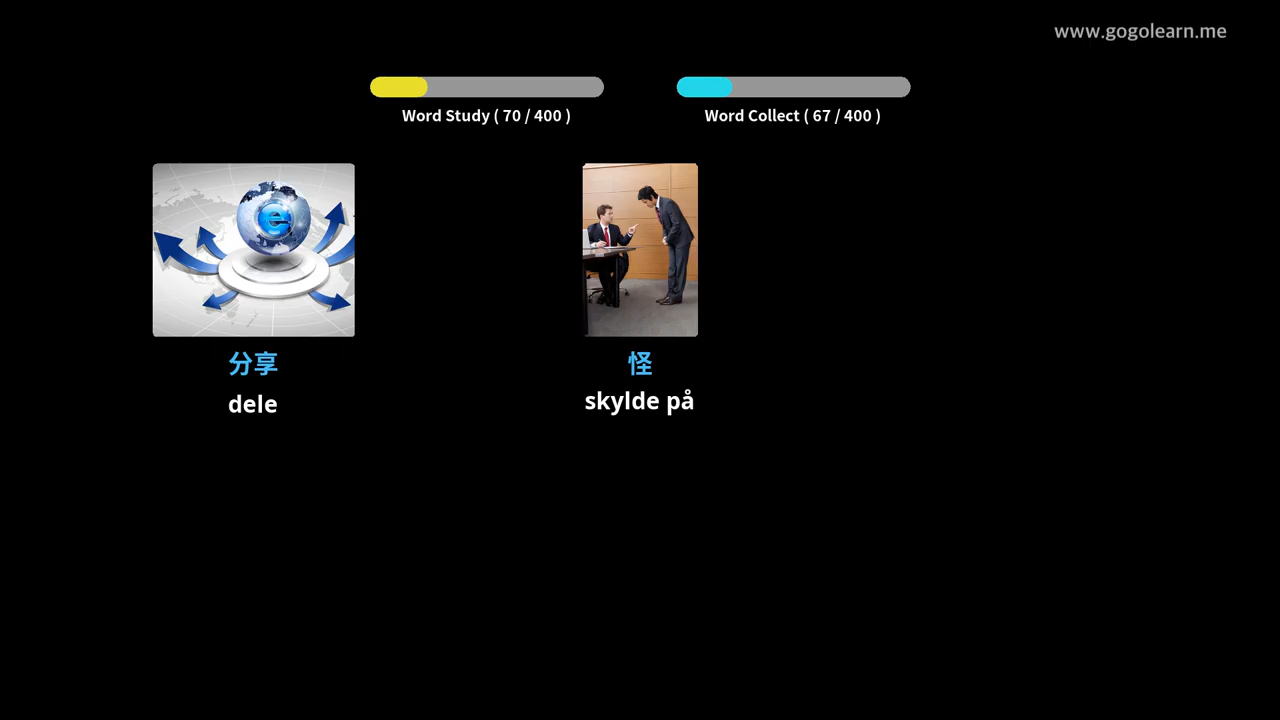 www.gogolearn.me
Word Study ( 70 / 400 )
Word Collect ( 67 / 400 )
e
分享
怪
dele
skylde på